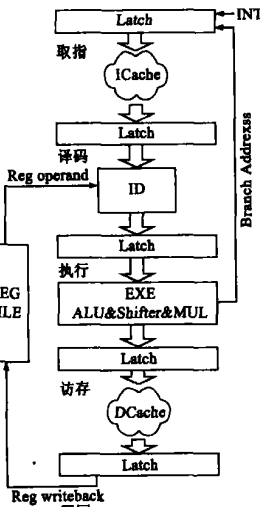 Latch
INT
取指
ICache
Latch
译码
Reg operand
ID
Branch Addrexss
Latch
执行
EXE
ALU&Shifter&MUL
EG
ILE
Latch
访存
DCache
Latch
Reg writeback